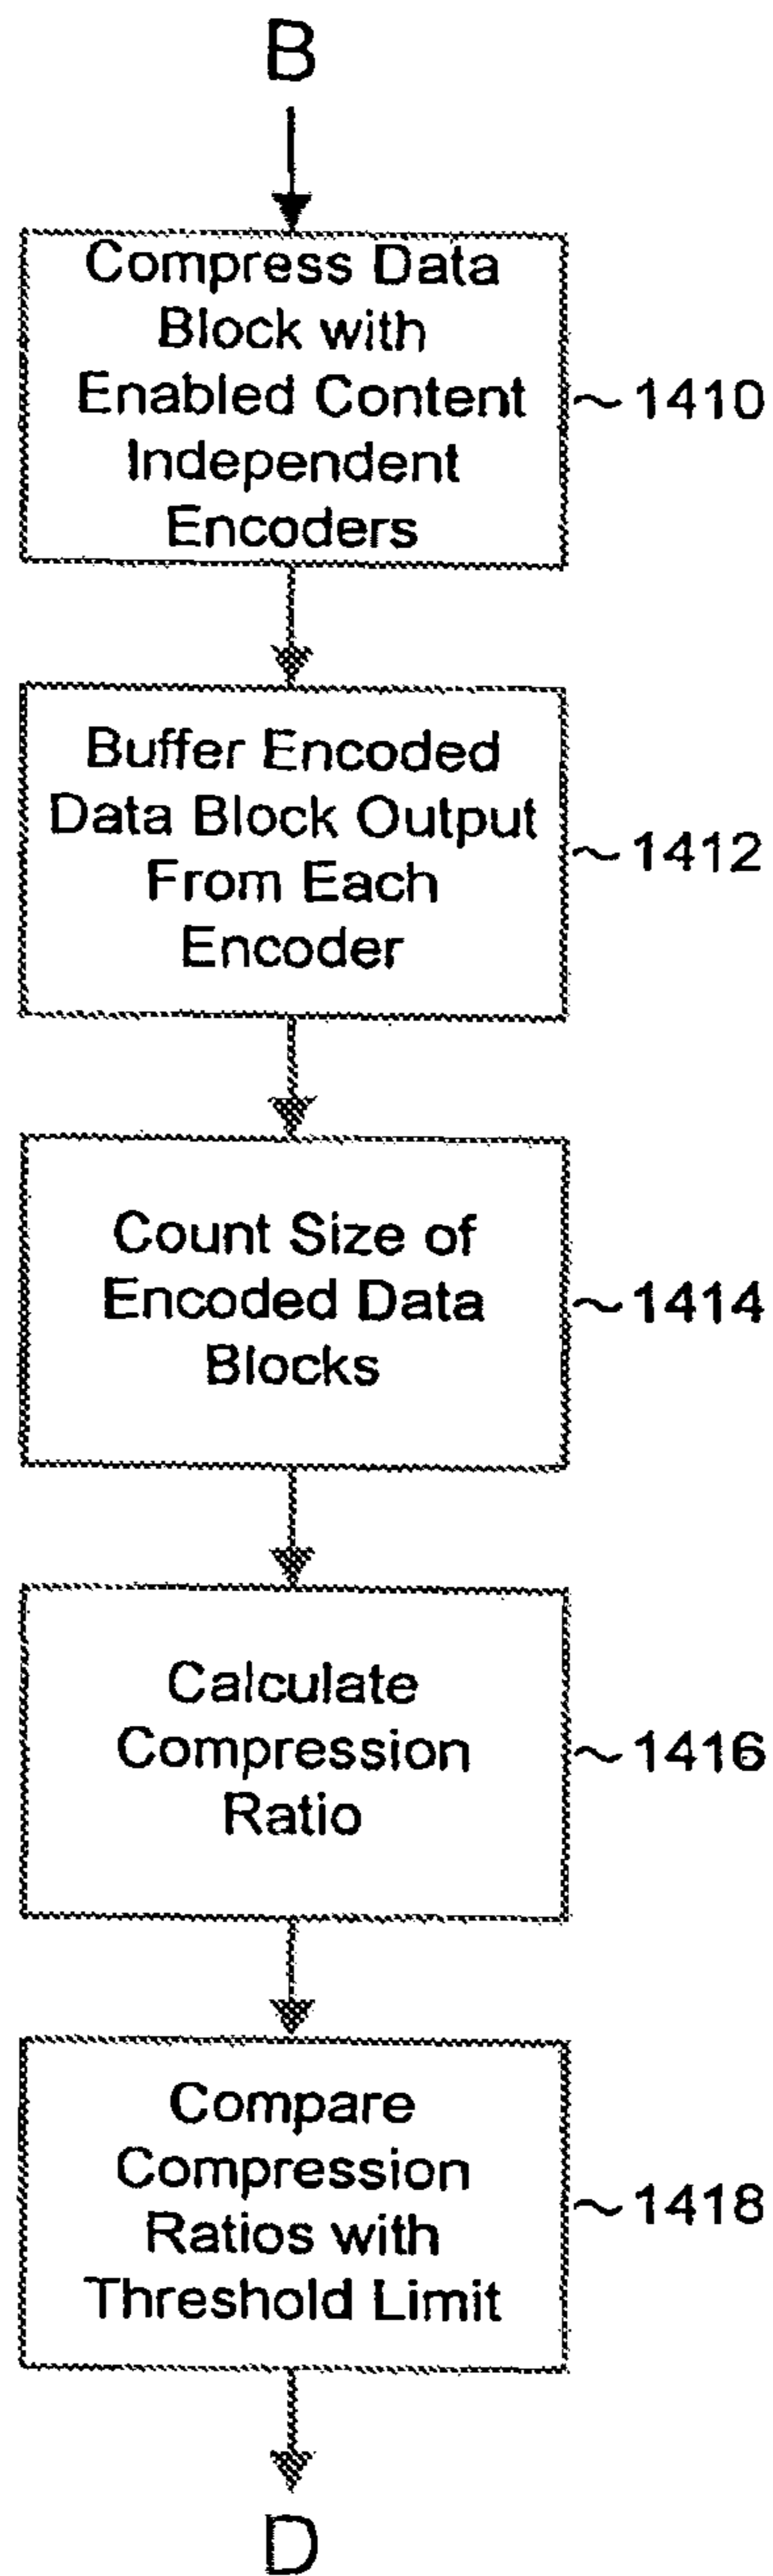 B
Compress Data
Block with
Enabled Content
Independent
Encoders
~1410
Buffer Encoded
Data Block Output
From Each
Encoder
~1412
Count Size of
Encoded Data
Blocks
~1414
Calculate
Compression
Ratio
~1416
Compare
Compression
Ratios with
Threshold Limit
~1418
D